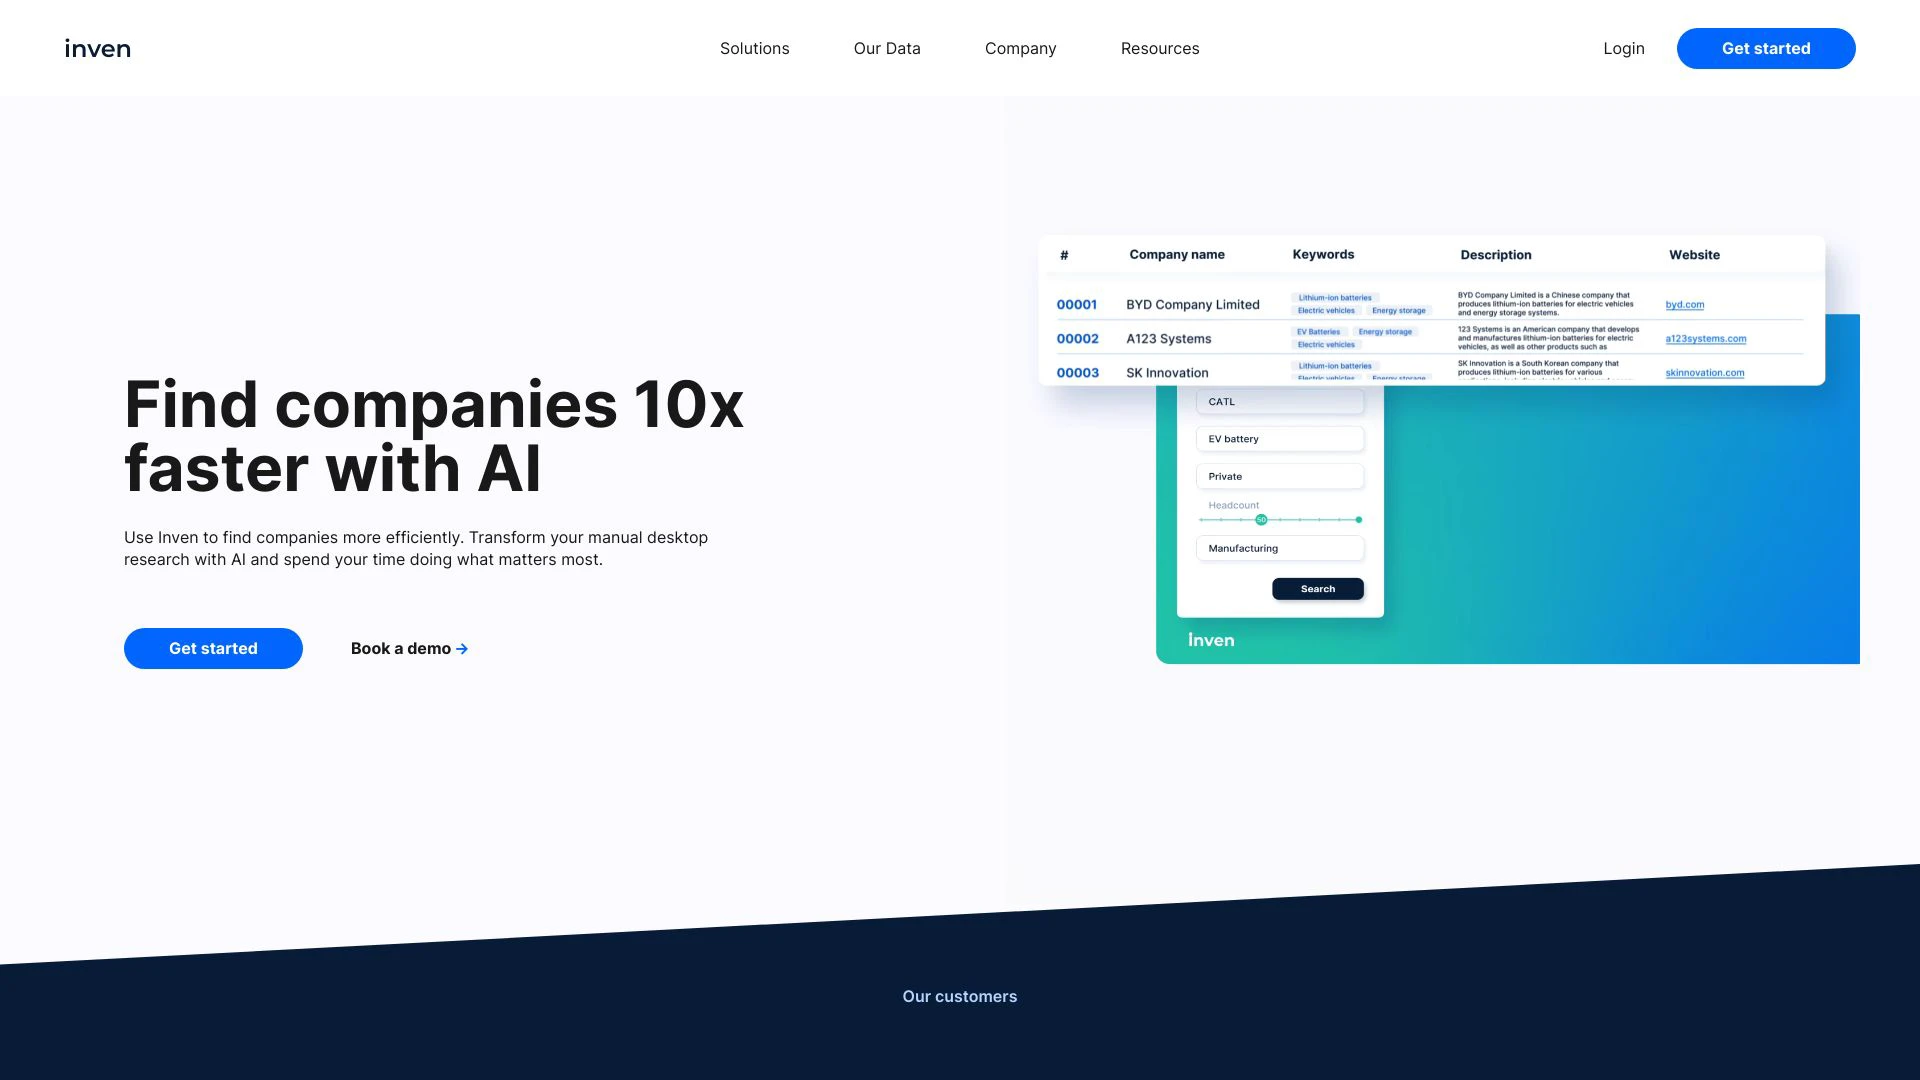 inven
Solutions
Our Data
Company
Resources
Login
Get started
Find companies 10x
faster with AI
Use Inven to find companies more efficiently. Transform your manual desktop
research with AI and spend your time doing what matters most.
Get started
Book a demo →
# Company name Keywords Description Website
00001 BYD Company Limited
Lithium-ion batteries
Electric vehicles Energy storage
BYD Company Limited is a Chinese company that
produces lithium-ion batteries for electric vehicles
and energy storage systems.
byd.com
00002 A123 Systems
EV Batteries Energy storage
Electric vehicles
123 Systems is an American company that develops
and manufactures lithium-ion batteries for electric
vehicles, as well as other products such as
a123systems.com
00003 SK Innovation
Lithium-ion batteries
Electric vehicles Energy storage
SK Innovation is a South Korean company that
produces lithium-ion batteries for various
skinnovation.com
CATL
EV battery
Private
Headcount
50
Manufacturing
Search
Inven
Our customers